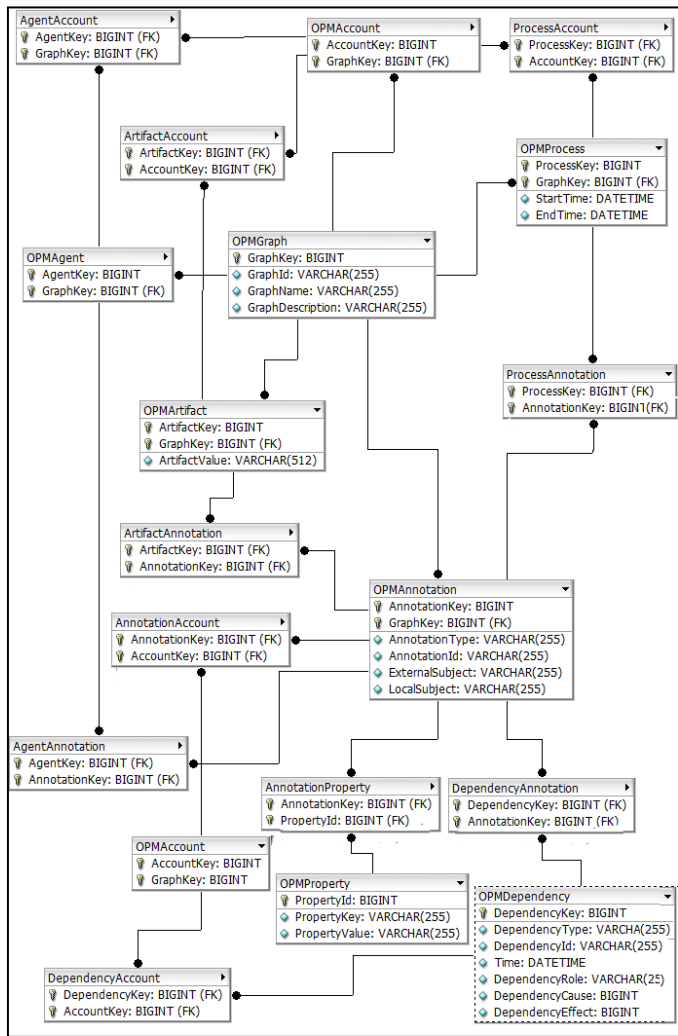 AgentAccount
AgentKey: BIGINT (FK)
GraphKey: BIGINT (FK)
OPMAccount
AccountKey: BIGINT
GraphKey: BIGINT (FK)
ProcessAccount
ProcessKey: BIGINT (FK)
AccountKey: BIGINT (FK)
ArtifactAccount
ArtifactKey: BIGINT (FK)
AccountKey: BIGINT (FK)
OPMProcess
ProcessKey: BIGINT
GraphKey: BIGINT (FK)
StartTime: DATETIME
EndTime: DATETIME
OPMAgent
AgentKey: BIGINT
GraphKey: BIGINT (FK)
OPMGraph
GraphKey: BIGINT
GraphId: VARCHAR(255)
GraphName: VARCHAR(255)
GraphDescription: VARCHAR(255)
ProcessAnnotation
ProcessKey: BIGINT (FK)
AnnotationKey: BIGINT(FK)
OPMArtifact
ArtifactKey: BIGINT
GraphKey: BIGINT (FK)
ArtifactValue: VARCHAR(512)
ArtifactAnnotation
ArtifactKey: BIGINT (FK)
AnnotationKey: BIGINT (FK)
OPMAnnotation
AnnotationKey: BIGINT
GraphKey: BIGINT (FK)
AnnotationType: VARCHAR(255)
AnnotationId: VARCHAR(255)
ExternalSubject: VARCHAR(255)
LocalSubject: VARCHAR(255)
AnnotationAccount
AnnotationKey: BIGINT (FK)
AccountKey: BIGINT (FK)
AgentAnnotation
AgentKey: BIGINT (FK)
AnnotationKey: BIGINT (FK)
AnnotationProperty
AnnotationKey: BIGINT (FK)
PropertyId: BIGINT (FK)
DependencyAnnotation
DependencyKey: BIGINT (FK)
AnnotationKey: BIGINT (FK)
OPMAccount
AccountKey: BIGINT
GraphKey: BIGINT
OPMProperty
PropertyId: BIGINT
PropertyKey: VARCHAR(255)
PropertyValue: VARCHAR(255)
OPMDependency
DependencyKey: BIGINT
DependencyType: VARCHA(255)
DependencyId: VARCHAR(255)
Time: DATETIME
DependencyRole: VARCHAR(25)
DependencyCause: BIGINT
DependencyEffect: BIGINT
DependencyAccount
DependencyKey: BIGINT (FK)
AccountKey: BIGINT (FK)